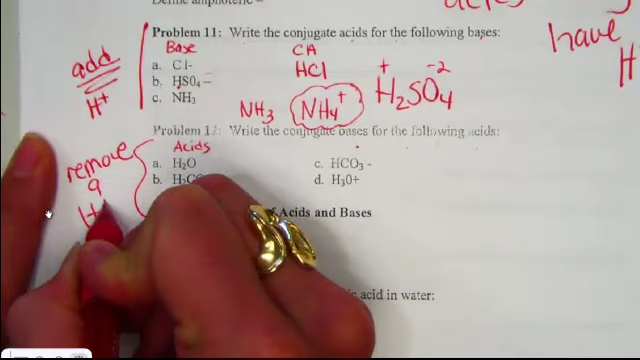 Define amphoteric –
have
H
Problem 11: Write the conjugate acids for the following bases:
Base
CA
add
H+
a. Cl-
HCl
b. HSO4 –
+ -2
H2SO4
c. NH3
NH3
NH4+
Problem 12: Write the conjugate bases for the following acids:
remove
a
H+
Acids
a. H2O
c. HCO3 -
b.
d. H30+
Acids and Bases
acid in water: